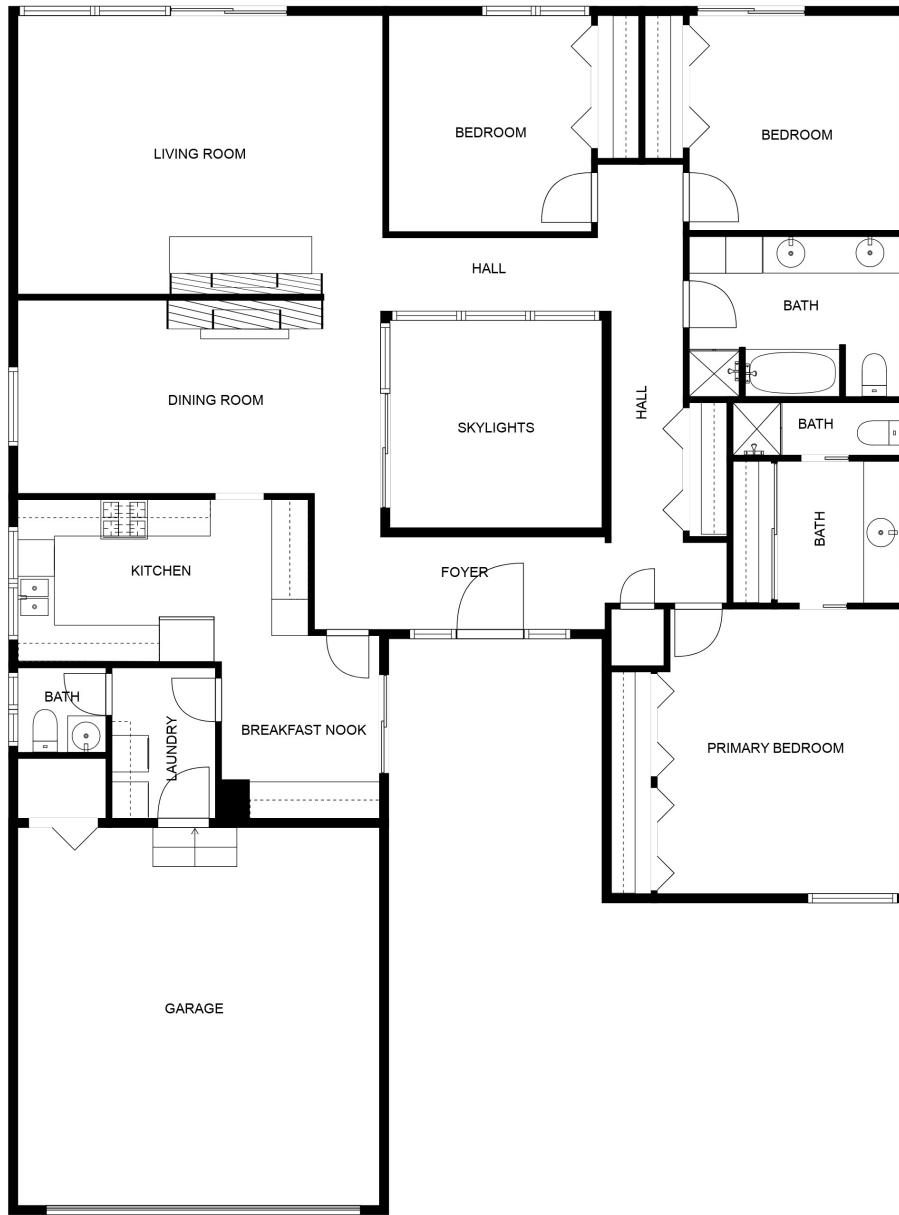 BEDROOM
BEDROOM
LIVING ROOM
HALL
BATH
DINING ROOM
HALL
SKYLIGHTS
BATH
BATH
KITCHEN
FOYER
BATH
BREAKFAST NOOK
LAUNDRY
PRIMARY BEDROOM
GARAGE